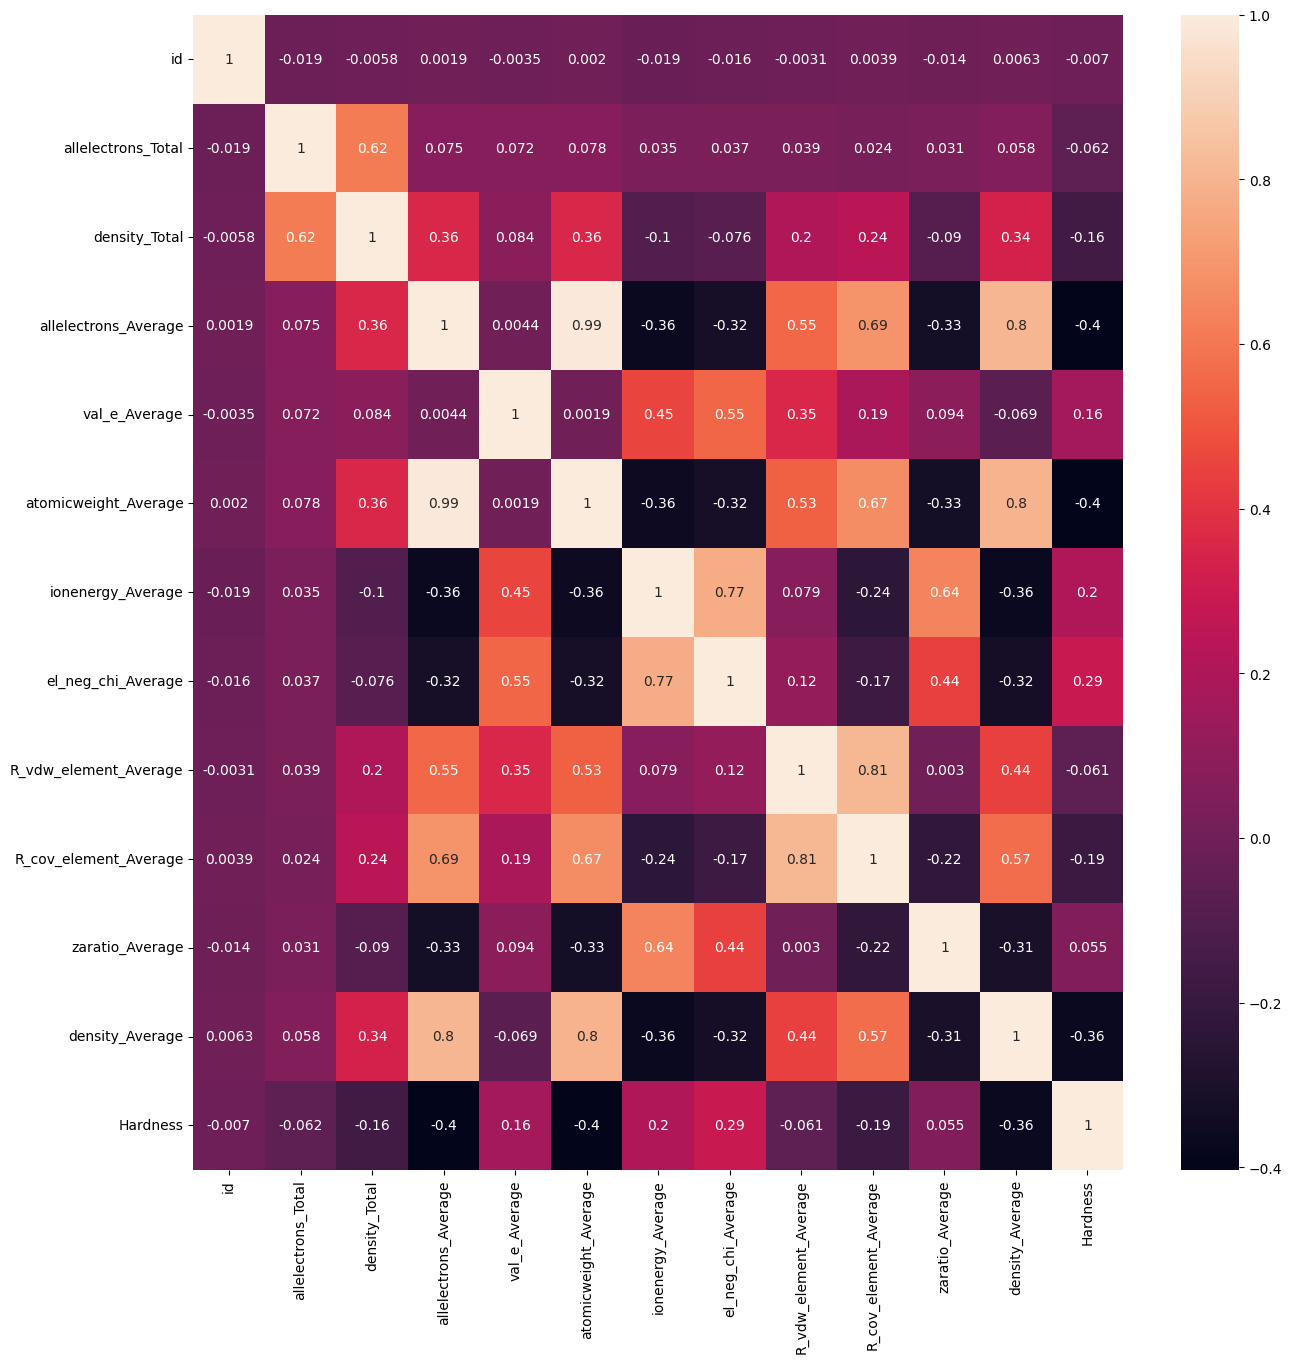 id 1 -0.019 -0.0058 0.0019 -0.0035 0.002 -0.019 -0.016 -0.0031 0.0039 -0.014 0.0063 -0.007
allelectrons_Total -0.019 1 0.62 0.075 0.072 0.078 0.035 0.037 0.039 0.024 0.031 0.058 -0.062
density_Total -0.0058 0.62 1 0.36 0.084 0.36 -0.1 -0.076 0.2 0.24 -0.09 0.34 -0.16
allelectrons_Average 0.0019 0.075 0.36 1 0.0044 0.99 -0.36 -0.32 0.55 0.69 -0.33 0.8 -0.4
val_e_Average -0.0035 0.072 0.084 0.0044 1 0.0019 0.45 0.55 0.35 0.19 0.094 -0.069 0.16
atomicweight_Average 0.002 0.078 0.36 0.99 0.0019 1 -0.36 -0.32 0.53 0.67 -0.33 0.8 -0.4
ionenergy_Average -0.019 0.035 -0.1 -0.36 0.45 -0.36 1 0.77 0.079 -0.24 0.64 -0.36 0.2
el_neg_chi_Average -0.016 0.037 -0.076 -0.32 0.55 -0.32 0.77 1 0.12 -0.17 0.44 -0.32 0.29
R_vdw_element_Average -0.0031 0.039 0.2 0.55 0.35 0.53 0.079 0.12 1 0.81 0.003 0.44 -0.061
R_cov_element_Average 0.0039 0.024 0.24 0.69 0.19 0.67 -0.24 -0.17 0.81 1 -0.22 0.57 -0.19
zaratio_Average -0.014 0.031 -0.09 -0.33 0.094 -0.33 0.64 0.44 0.003 -0.22 1 -0.31 0.055
density_Average 0.0063 0.058 0.34 0.8 -0.069 0.8 -0.36 -0.32 0.44 0.57 -0.31 1 -0.36
Hardness -0.007 -0.062 -0.16 -0.4 0.16 -0.4 0.2 0.29 -0.061 -0.19 0.055 -0.36 1
id
allelectrons_Total
density_Total
allelectrons_Average
val_e_Average
atomicweight_Average
ionenergy_Average
el_neg_chi_Average
R_vdw_element_Average
R_cov_element_Average
zaratio_Average
density_Average
Hardness
1.0
0.8
0.6
0.4
0.2
0.0
−0.2
−0.4